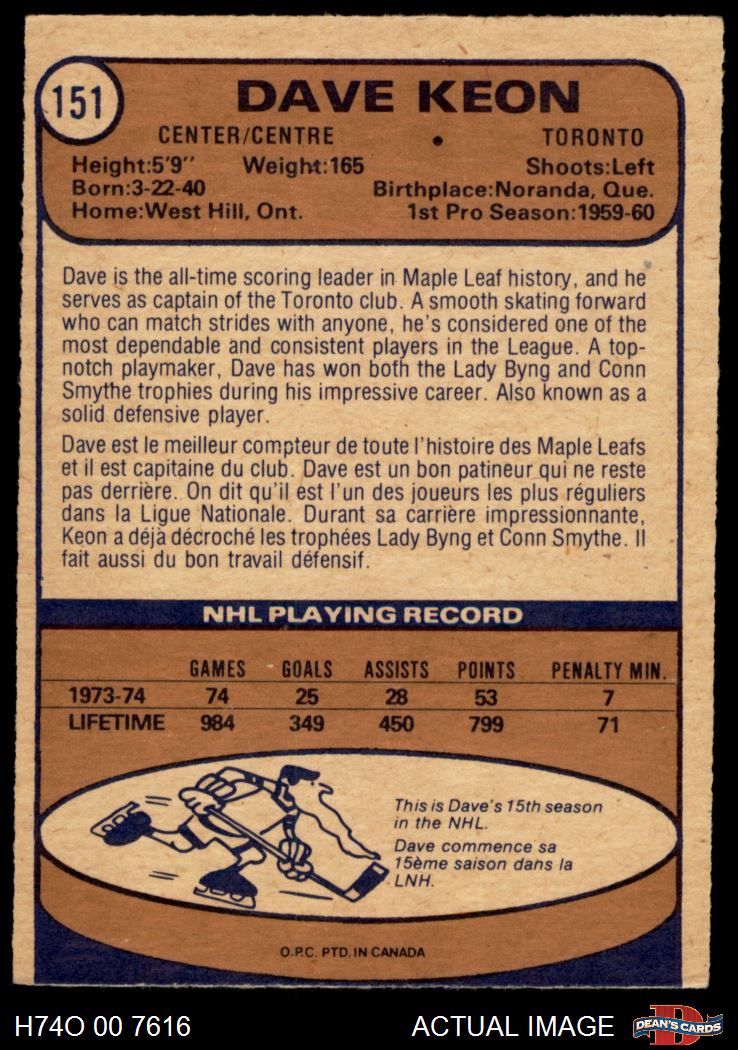 151
DAVE KEON
CENTER/CENTRE • TORONTO
Height:5'9" Weight:165 Shoots:Left
Born:3-22-40 Birthplace:Noranda, Que.
Home:West Hill, Ont. 1st Pro Season:1959-60
Dave is the all-time scoring leader in Maple Leaf history, and he
serves as captain of the Toronto club. A smooth skating forward
who can match strides with anyone, he's considered one of the
most dependable and consistent players in the League. A top-
notch playmaker, Dave has won both the Lady Byng and Conn
Smythe trophies during his impressive career. Also known as a
solid defensive player.
Dave est le meilleur compteur de toute l'histoire des Maple Leafs
et il est capitaine du club. Dave est un bon patineur qui ne reste
pas derrière. On dit qu'il est l'un des joueurs les plus réguliers
dans la Ligue Nationale. Durant sa carrière impressionnante,
Keon a déjà décroché les trophées Lady Byng et Conn Smythe. Il
fait aussi du bon travail défensif.
NHL PLAYING RECORD
GAMES GOALS ASSISTS POINTS PENALTY MIN.
1973-74 74 25 28 53 7
LIFETIME 984 349 450 799 71
This is Dave's 15th season
in the NHL.
Dave commence sa
15ème saison dans la
LNH.
O.P.C. PTD. IN CANADA
H74O 00 7616 ACTUAL IMAGE DEAN'S CARDS